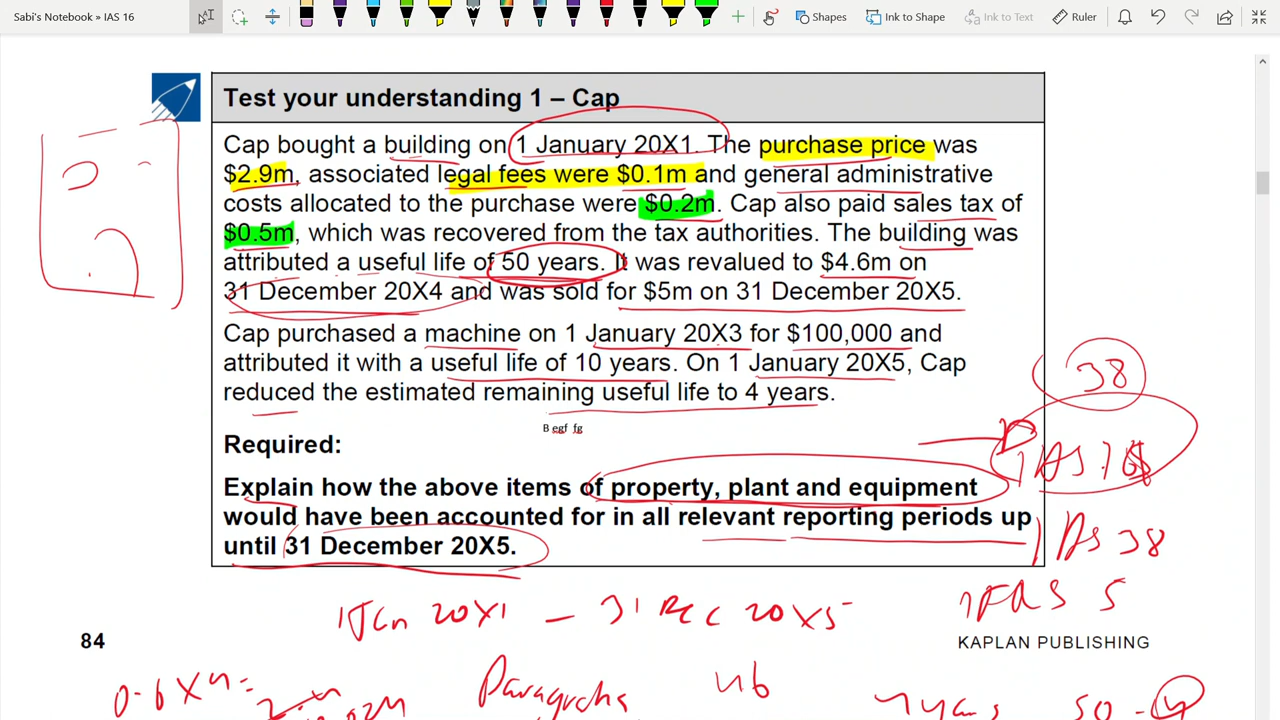 Sabi's Notebook » IAS 16
Shapes
Ink to Shape
Ink to Text
Ruler
Test your understanding 1 – Cap
Cap bought a building on 1 January 20X1. The purchase price was
$2.9m, associated legal fees were $0.1m and general administrative
costs allocated to the purchase were $0.2m. Cap also paid sales tax of
$0.5m, which was recovered from the tax authorities. The building was
attributed a useful life of 50 years. It was revalued to $4.6m on
31 December 20X4 and was sold for $5m on 31 December 20X5.
Cap purchased a machine on 1 January 20X3 for $100,000 and
attributed it with a useful life of 10 years. On 1 January 20X5, Cap
reduced the estimated remaining useful life to 4 years.
38
B egf fg
Required:
IAS 16
Explain how the above items of property, plant and equipment
would have been accounted for in all relevant reporting periods up
until 31 December 20X5.
IAS 38
IFRS 5
1 Jan 20X1 – 31 Dec 20X5
84
KAPLAN PUBLISHING
Paragraphs
4 years
50 - 4